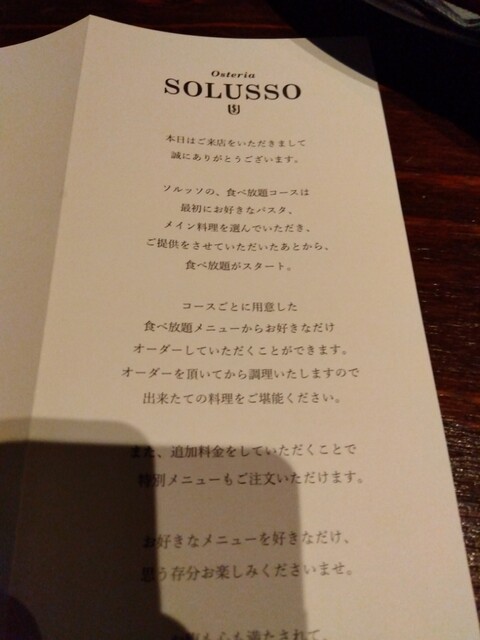 Osteria
SOLUSSO
本日はご来店をいただきまして
誠にありがとうございます。
ソルッソの、食べ放題コースは
最初にお好きなパスタ、
メイン料理を選んでいただき、
ご提供をさせていただいたあとから、
食べ放題がスタート。
コースごとに用意した
食べ放題メニューからお好きなだけ
オーダーしていただくことができます。
オーダーを頂いてから調理いたしますので
出来たての料理をご堪能ください。
また、追加料金をしていただくことで
特別メニューもご注文いただけます。
お好きなメニューを好きなだけ、
思う存分お楽しみくださいませ。
も心も満たされて、